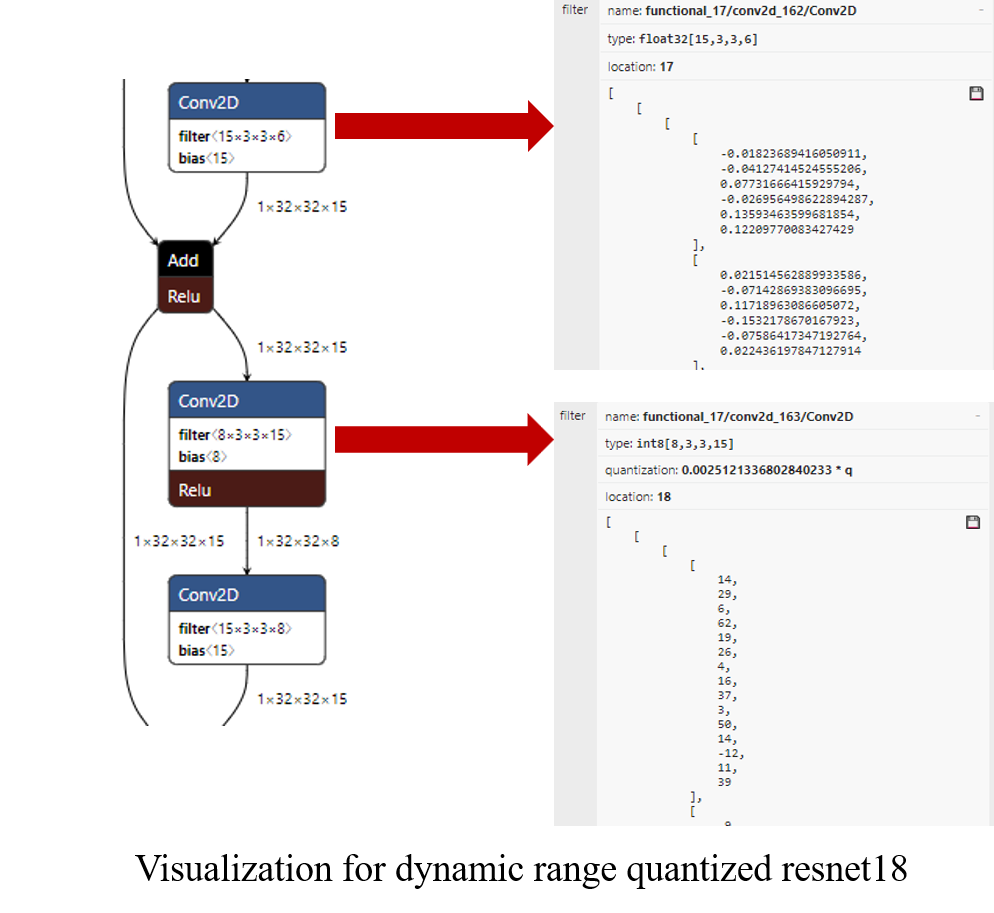 Conv2D
filter⟨15×3×3×6⟩
bias⟨15⟩
1×32×32×15
Add
Relu
1×32×32×15
Conv2D
filter⟨8×3×3×15⟩
bias⟨8⟩
Relu
1×32×32×15
1×32×32×8
Conv2D
filter⟨15×3×3×8⟩
bias⟨15⟩
1×32×32×15
filter
name: functional_17/conv2d_162/Conv2D
-
type: float32[15,3,3,6]
location: 17
[
[
[
[
-0.01823689416050911,
-0.04127414524555206,
0.07731666415929794,
-0.026956498622894287,
0.13593463599681854,
0.12209770083427429
],
[
0.021514562889933586,
-0.07142869383096695,
0.11718963086605072,
-0.1532178670167923,
-0.07586417347192764,
0.022436197847127914
],
filter
name: functional_17/conv2d_163/Conv2D
-
type: int8[8,3,3,15]
quantization: 0.0025121336802840233 * q
location: 18
[
[
[
[
14,
29,
6,
62,
19,
26,
4,
16,
37,
3,
50,
14,
-12,
11,
39
],
[
Visualization for dynamic range quantized resnet18